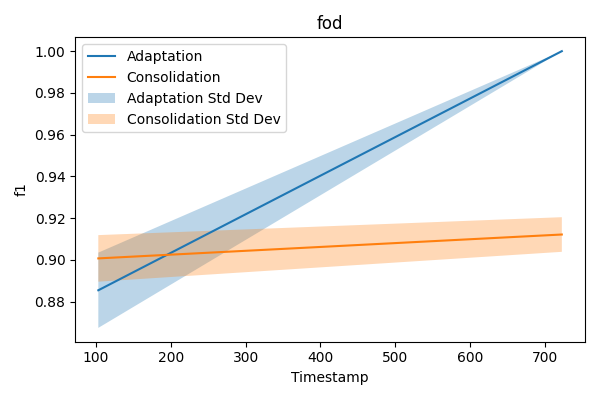 fod
Adaptation
Consolidation
Adaptation Std Dev
Consolidation Std Dev
f1
1.00
0.98
0.96
0.94
0.92
0.90
0.88
100 200 300 400 500 600 700
Timestamp